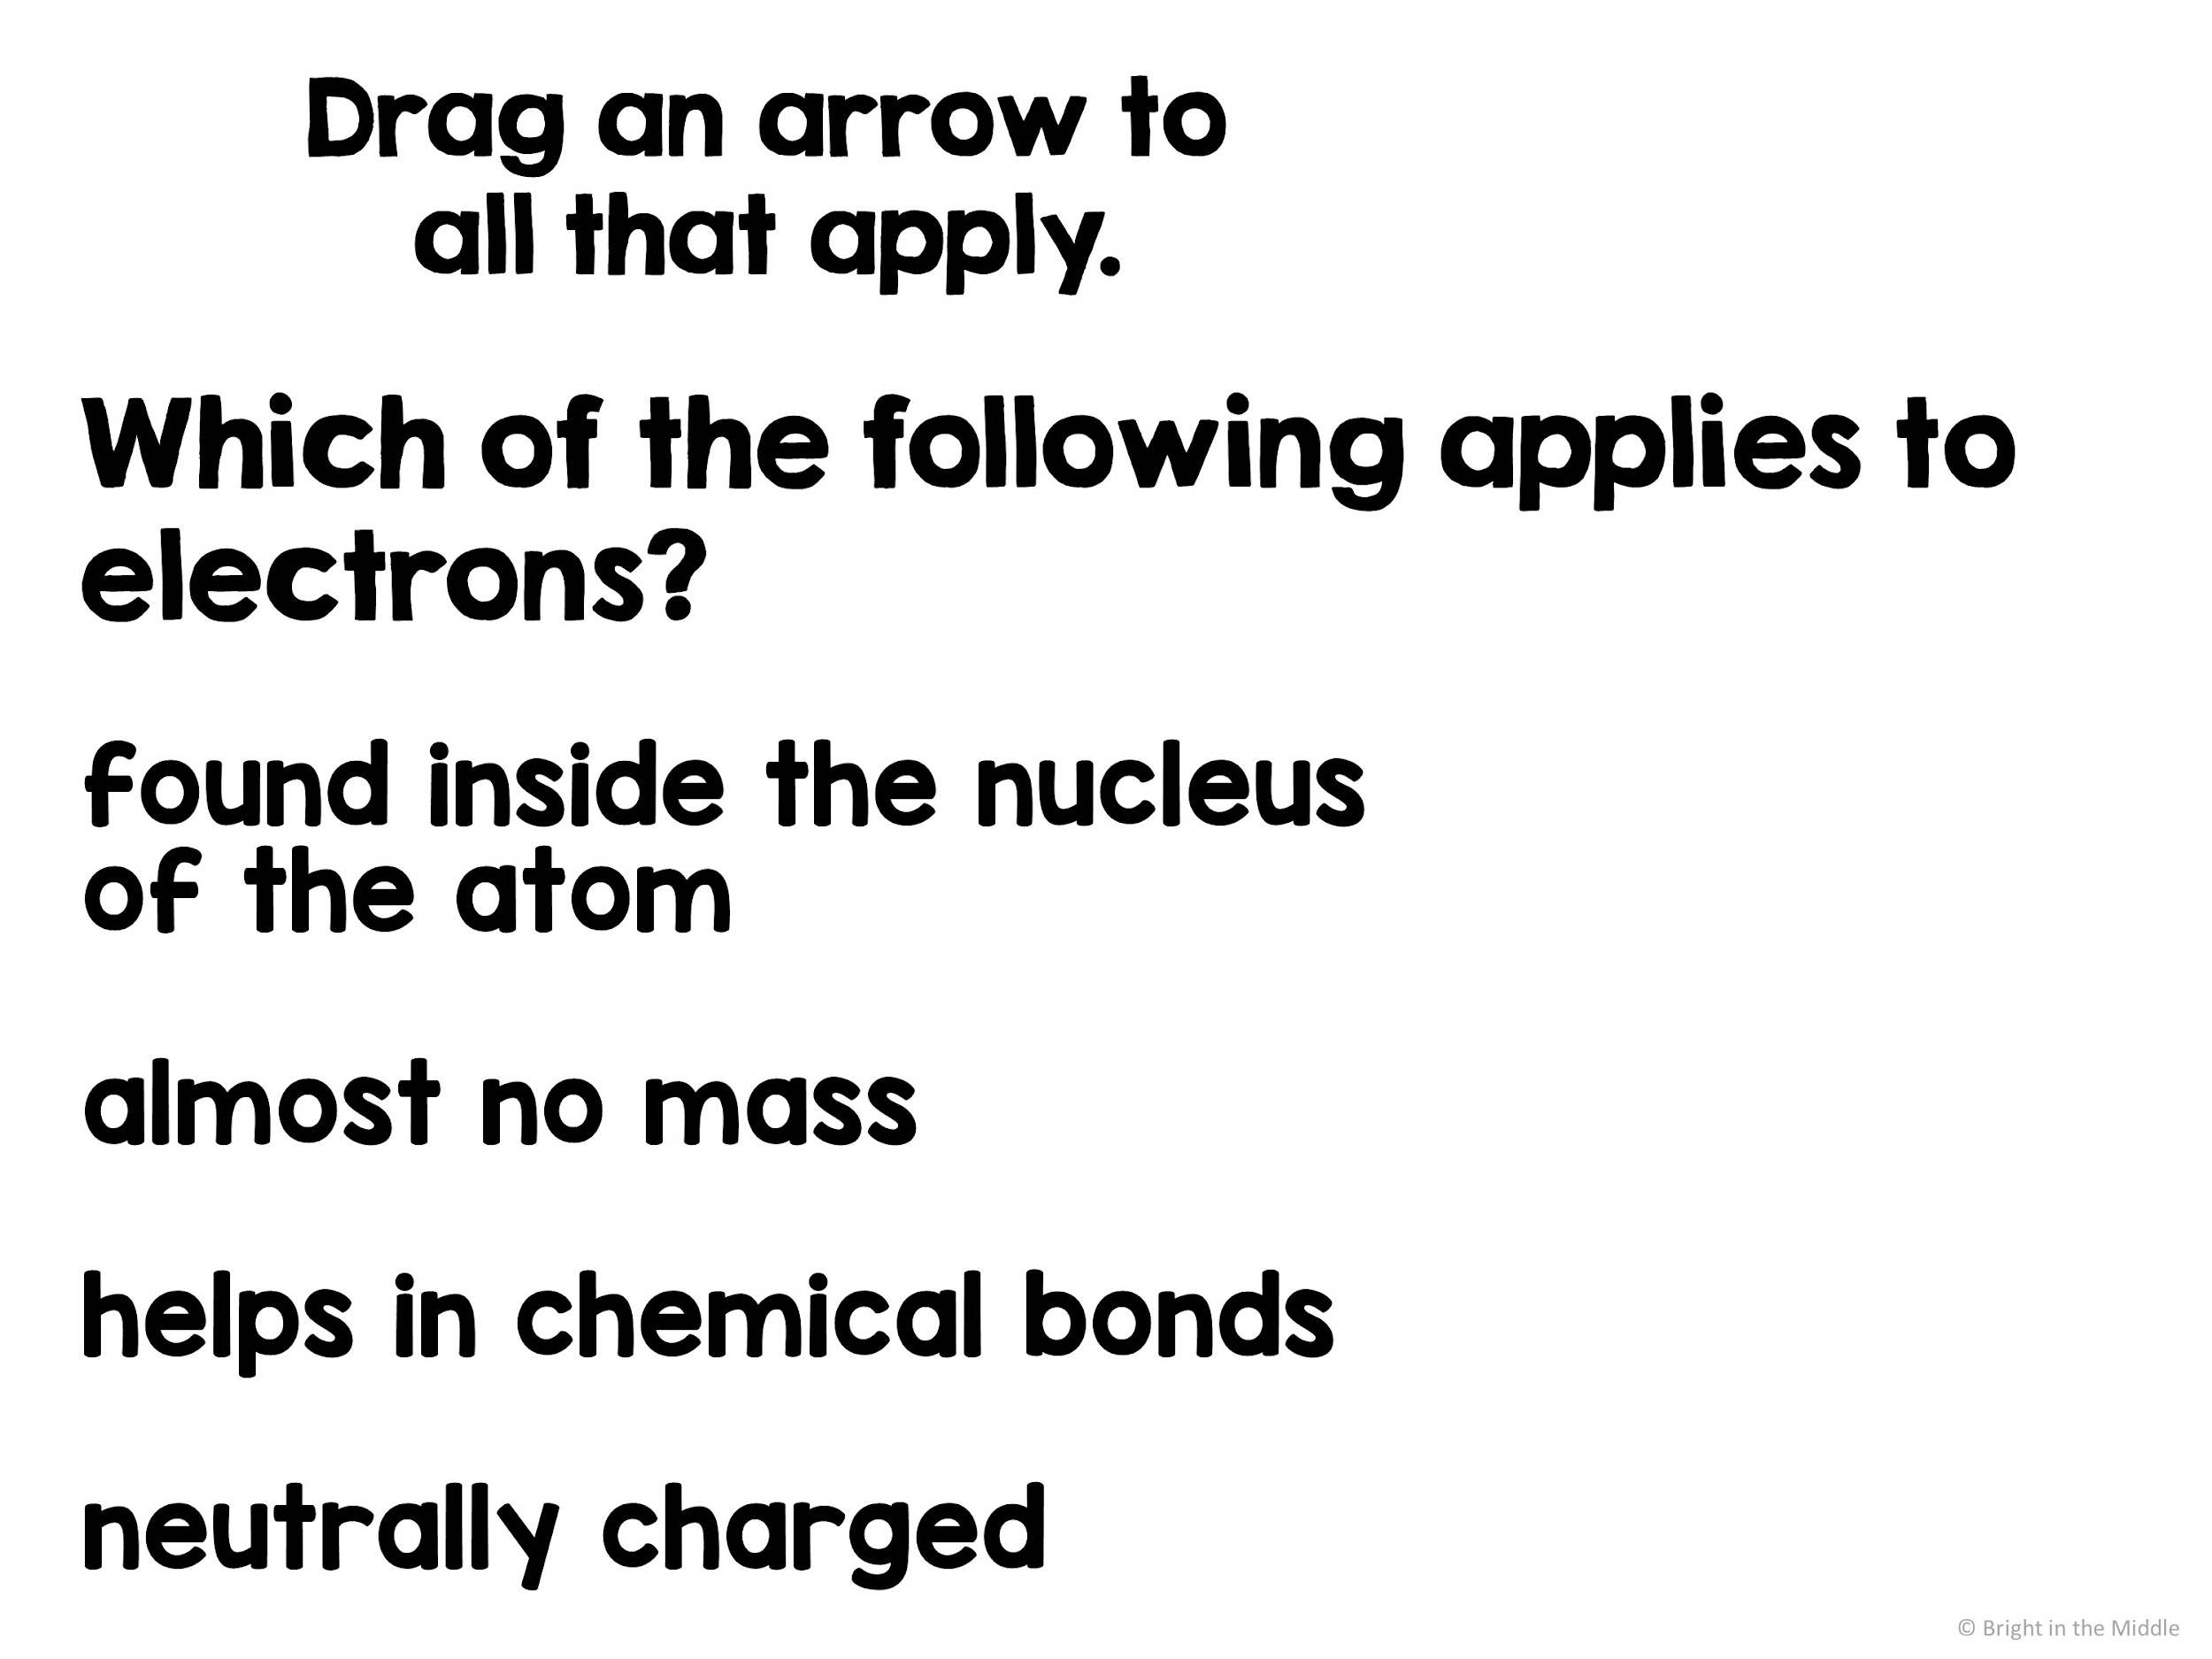 Drag an arrow to
all that apply.
Which of the following applies to
electrons?
found inside the nucleus
of the atom
almost no mass
helps in chemical bonds
neutrally charged
© Bright in the Middle